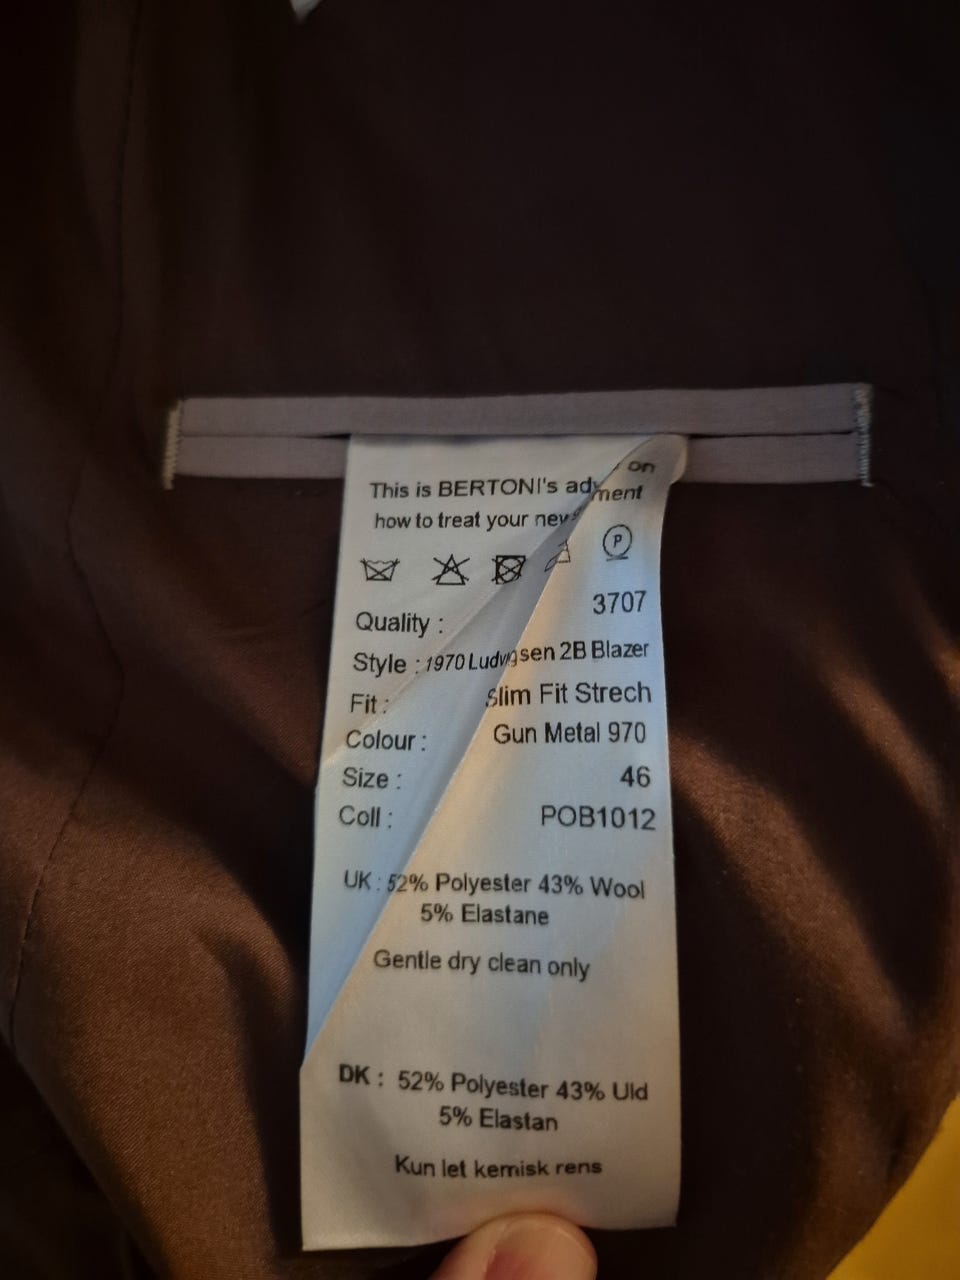 This is BERTONI's on
how to treat your ment
P
Quality : 3707
Style : 1970 Ludvigsen 2B Blazer
Fit : Slim Fit Strech
Colour : Gun Metal 970
Size : 46
Coll : POB1012
UK : 52% Polyester 43% Wool
5% Elastane
Gentle dry clean only
DK : 52% Polyester 43% Uld
5% Elastan
Kun let kemisk rens